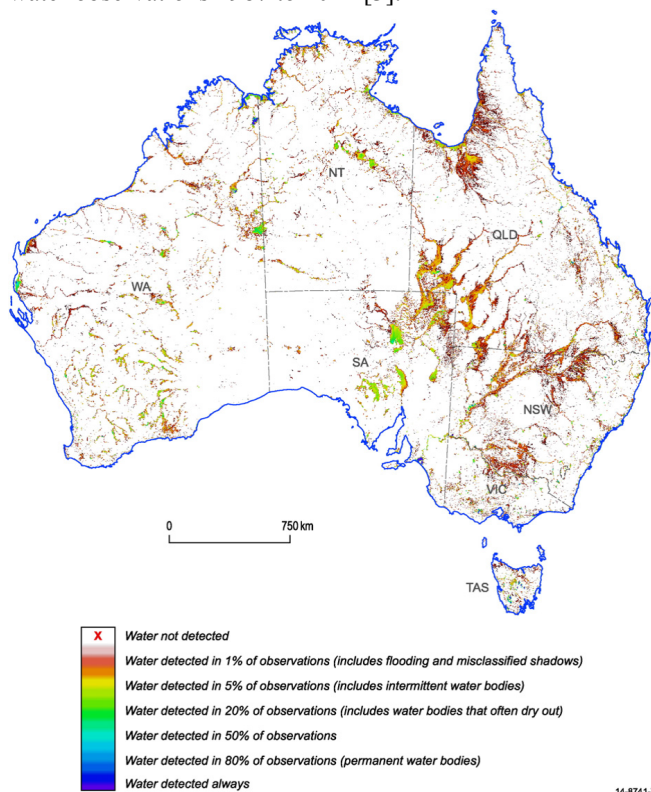 NT
QLD
WA
SA
NSW
VIC
0 750 km
TAS
X Water not detected
Water detected in 1% of observations (includes flooding and misclassified shadows)
Water detected in 5% of observations (includes intermittent water bodies)
Water detected in 20% of observations (includes water bodies that often dry out)
Water detected in 50% of observations
Water detected in 80% of observations (permanent water bodies)
Water detected always